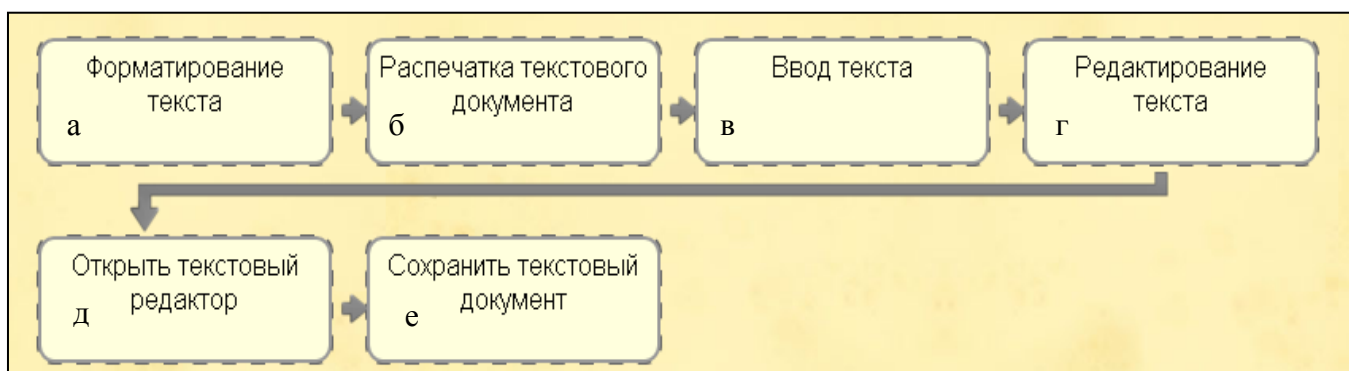 Форматирование
текста
а
Распечатка текстового
документа
б
Ввод текста
в
Редактирование
текста
г
Открыть текстовый
редактор
д
Сохранить текстовый
документ
е